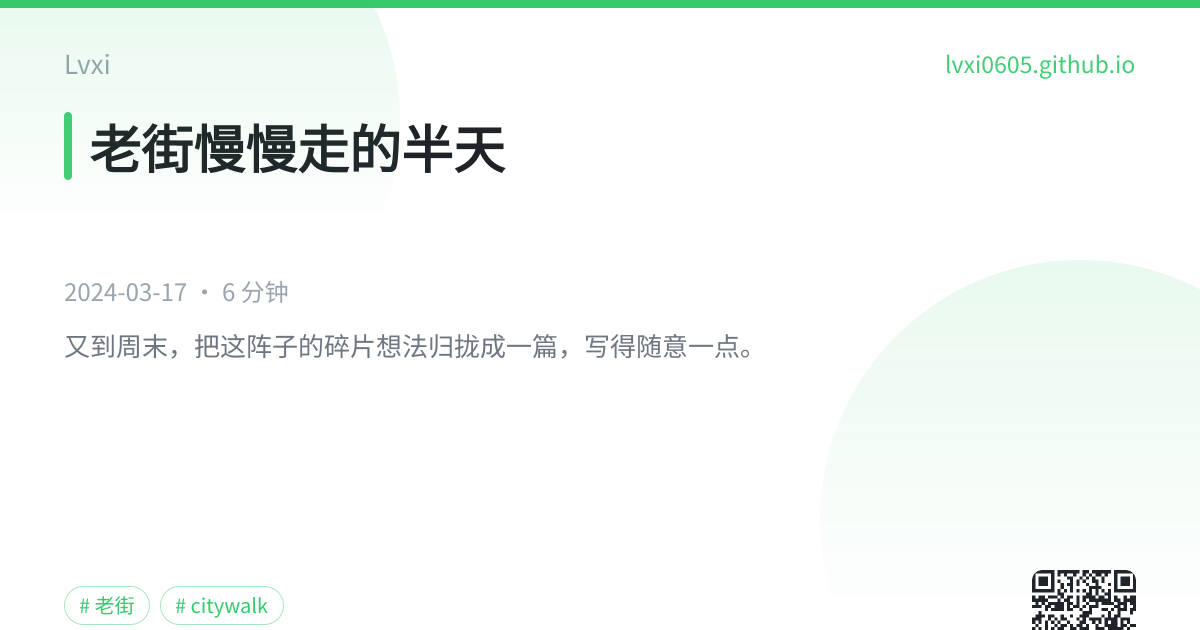 Lvxi
lvxi0605.github.io
老街慢慢走的半天
2024-03-17 · 6 分钟
又到周末，把这阵子的碎片想法归拢成一篇，写得随意一点。
# 老街
# citywalk